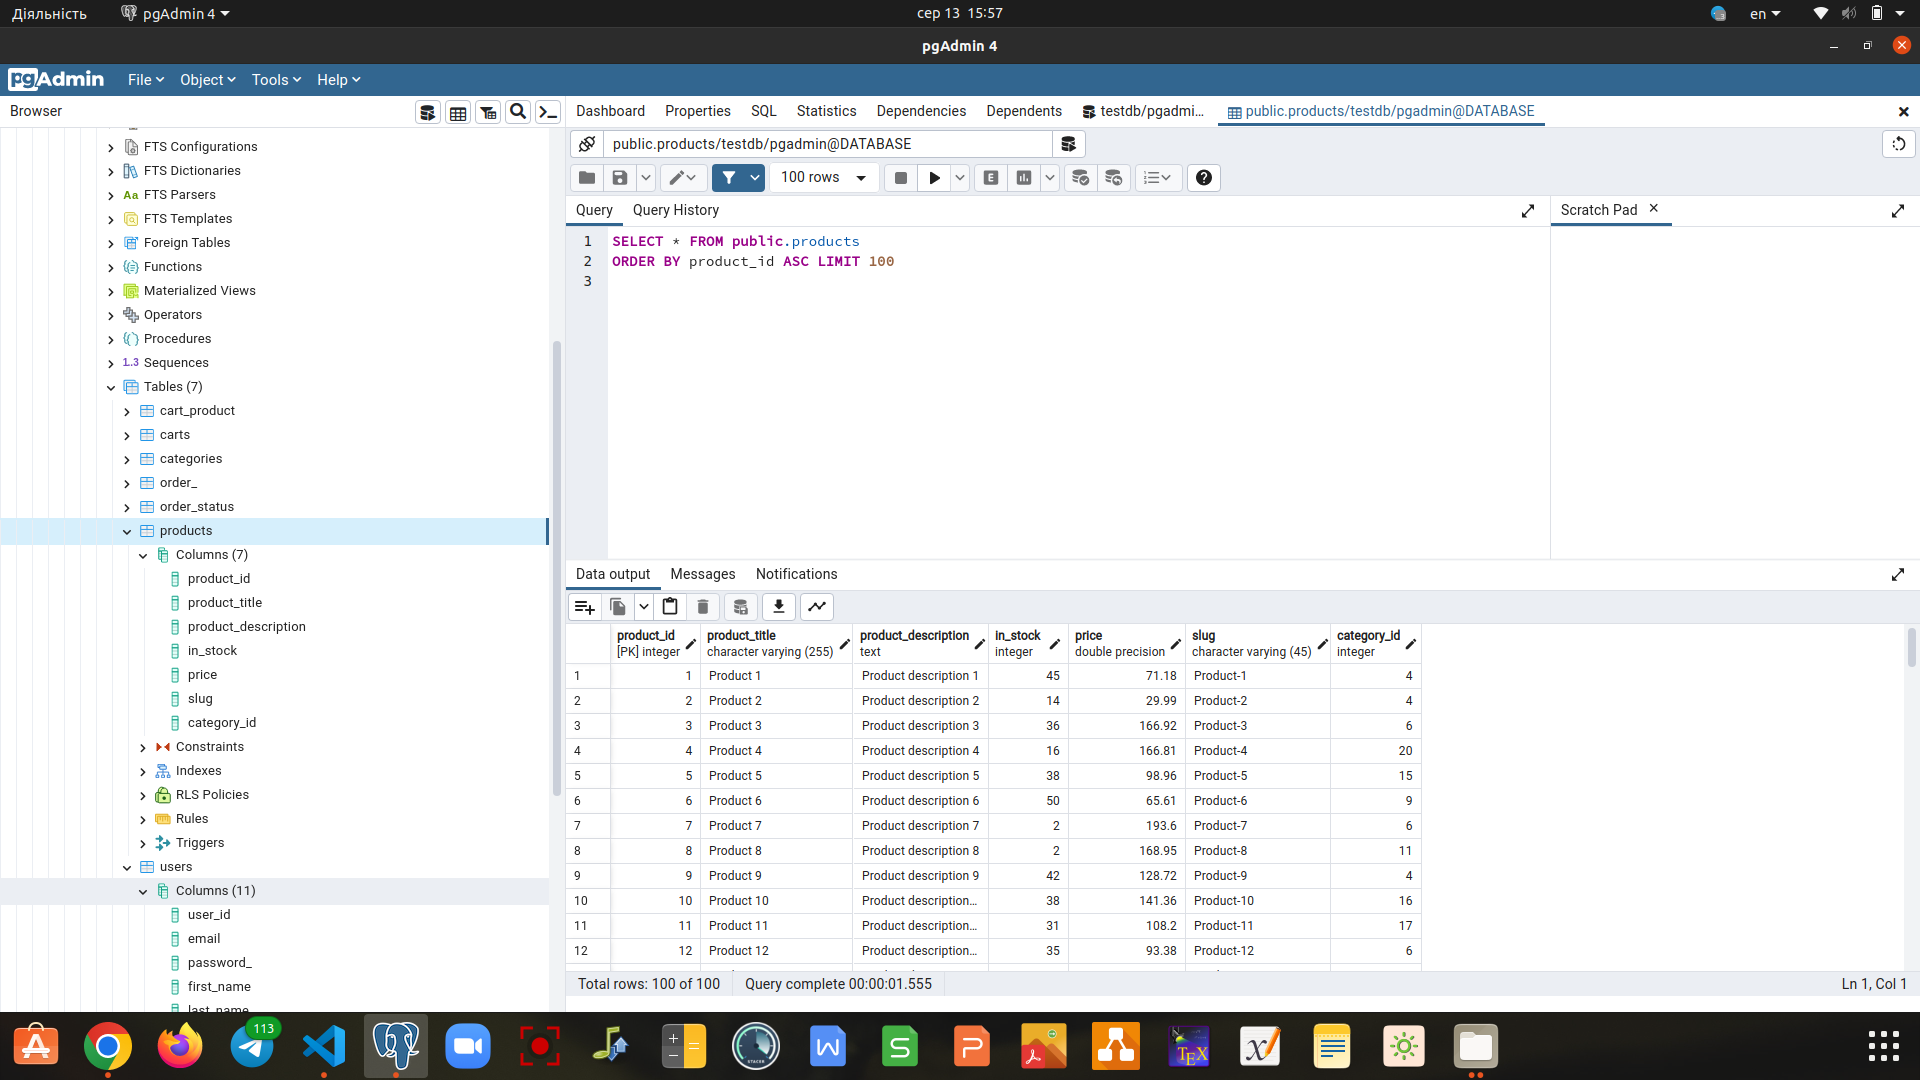 Діяльність
pgAdmin 4
сер 13 15:57
en
pgAdmin 4
pgAdmin
File
Object
Tools
Help
Browser
Dashboard
Properties
SQL
Statistics
Dependencies
Dependents
testdb/pgadmi...
public.products/testdb/pgadmin@DATABASE
public.products/testdb/pgadmin@DATABASE
100 rows
E
Query
Query History
Scratch Pad
1 SELECT * FROM public.products
2 ORDER BY product_id ASC LIMIT 100
3
FTS Configurations
FTS Dictionaries
Aa FTS Parsers
FTS Templates
Foreign Tables
Functions
Materialized Views
Operators
Procedures
1..3 Sequences
Tables (7)
cart_product
carts
categories
order_
order_status
products
Columns (7)
product_id
product_title
product_description
in_stock
price
slug
category_id
Constraints
Indexes
RLS Policies
Rules
Triggers
users
Columns (11)
user_id
email
password_
first_name
last_name
Data output
Messages
Notifications
product_id product_title product_description in_stock price slug category_id
[PK] integer character varying (255) text integer double precision character varying (45) integer
1 1 Product 1 Product description 1 45 71.18 Product-1 4
2 2 Product 2 Product description 2 14 29.99 Product-2 4
3 3 Product 3 Product description 3 36 166.92 Product-3 6
4 4 Product 4 Product description 4 16 166.81 Product-4 20
5 5 Product 5 Product description 5 38 98.96 Product-5 15
6 6 Product 6 Product description 6 50 65.61 Product-6 9
7 7 Product 7 Product description 7 2 193.6 Product-7 6
8 8 Product 8 Product description 8 2 168.95 Product-8 11
9 9 Product 9 Product description 9 42 128.72 Product-9 4
10 10 Product 10 Product description... 38 141.36 Product-10 16
11 11 Product 11 Product description... 31 108.2 Product-11 17
12 12 Product 12 Product description... 35 93.38 Product-12 6
Total rows: 100 of 100
Query complete 00:00:01.555
Ln 1, Col 1
113
STACER
W
S
P
TEX
X